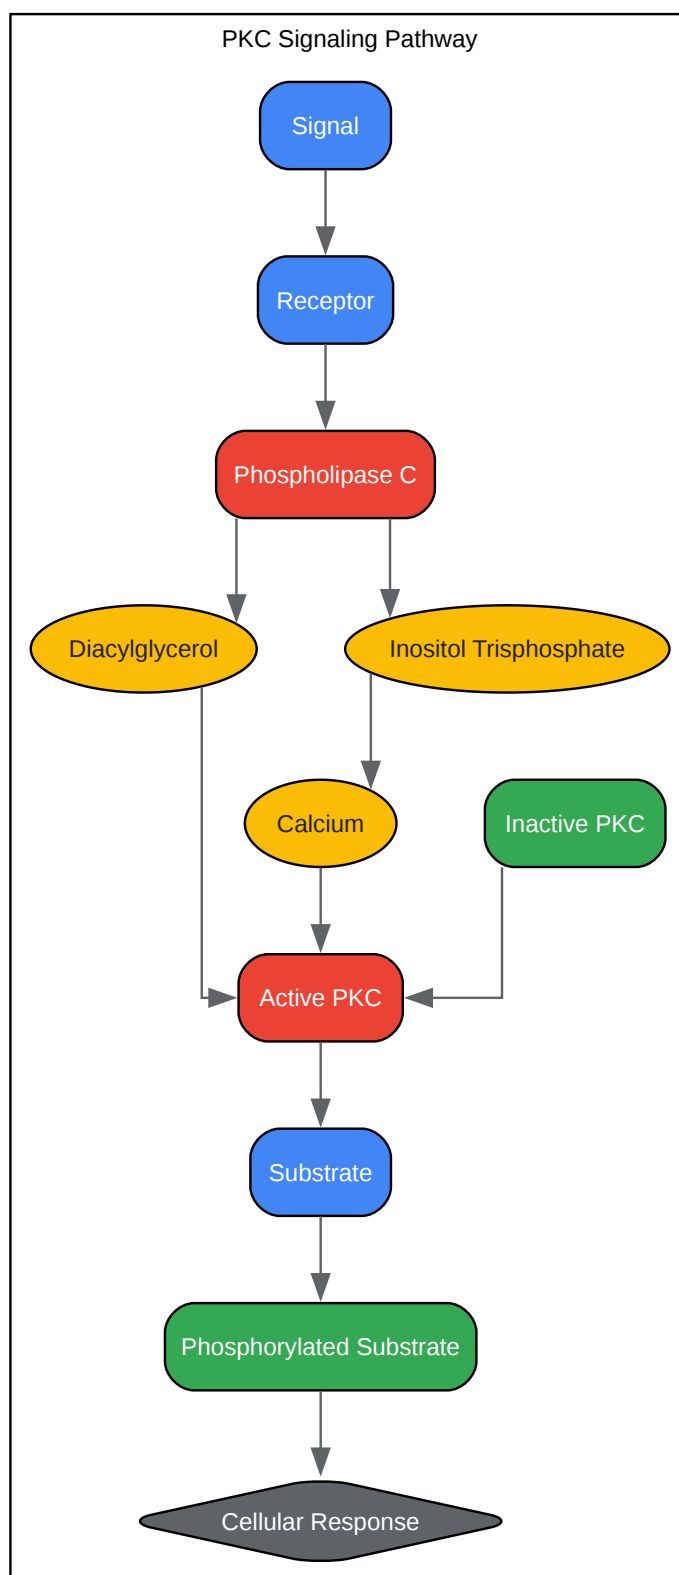 PKC Signaling Pathway
Signal
Receptor
Phospholipase C
Diacylglycerol
Inositol Trisphosphate
Calcium
Inactive PKC
Active PKC
Substrate
Phosphorylated Substrate
Cellular Response